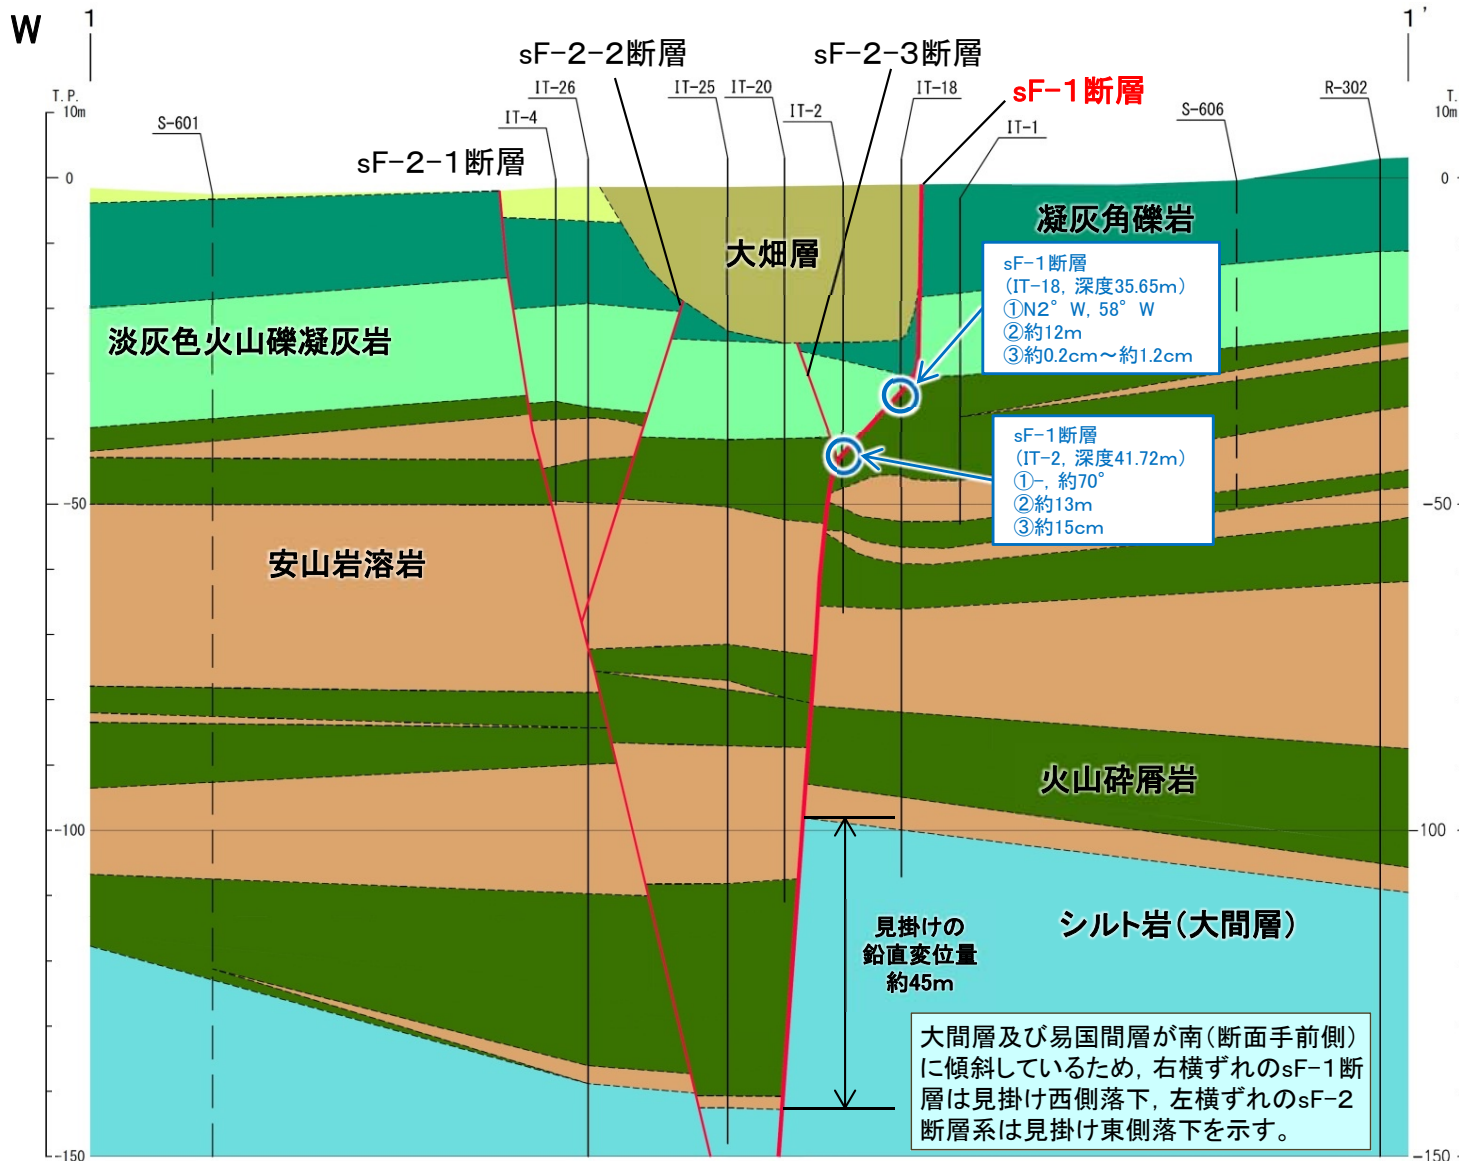 W
1
1'
sF-2-2断層
sF-2-3断層
sF-1断層
T.P.
10m
T.
10m
S-601
IT-4
IT-26
IT-25
IT-20
IT-2
IT-18
IT-1
S-606
R-302
sF-2-1断層
0
0
大畑層
凝灰角礫岩
sF-1断層
(IT-18, 深度35.65m)
①N2°W, 58°W
②約12m
③約0.2cm～約1.2cm
淡灰色火山礫凝灰岩
sF-1断層
(IT-2, 深度41.72m)
①-, 約70°
②約13m
③約15cm
-50
-50
安山岩溶岩
火山砕屑岩
-100
-100
見掛けの
鉛直変位量
約45m
シルト岩(大間層)
大間層及び易国間層が南(断面手前側)
に傾斜しているため, 右横ずれのsF-1断
層は見掛け西側落下, 左横ずれのsF-2
断層系は見掛け東側落下を示す。
-150
-150